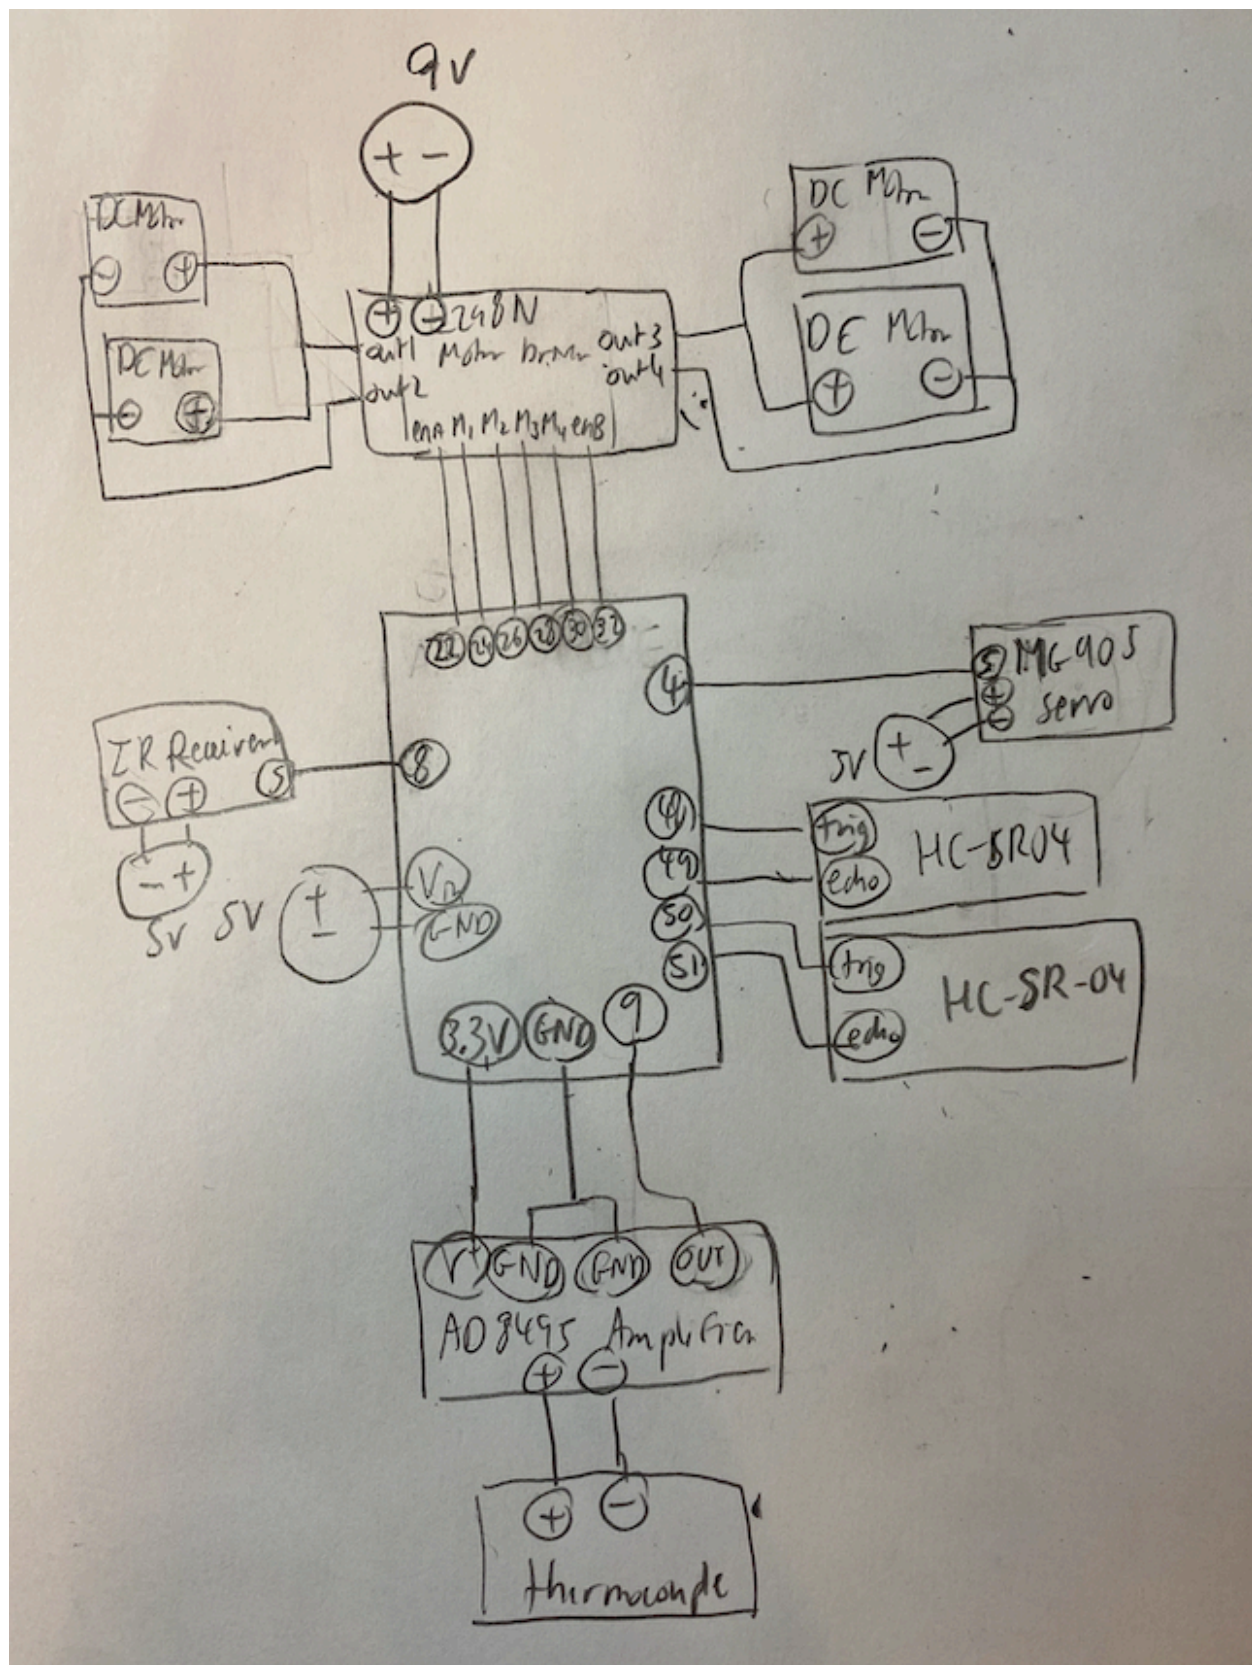 9V
+ -
DC Motor
- +
DC Motor
+ -
+ - 298N
out1 Motor Driver out3
out2 out4
enA M1 M2 M3 M4 enB
DC Motor
- +
DC Motor
+ -
22 24 26 28 30 32
4
S MG905
+ servo
-
5V + -
IR Receiver
- + S
- +
5V
8
5V + -
Vin
GND
49
50
51
trig HC-SR04
echo
trig HC-SR-04
echo
3.3V GND 9
V+ GND GND OUT
AD8495 Amplifier
+ -
+ -
thermocouple